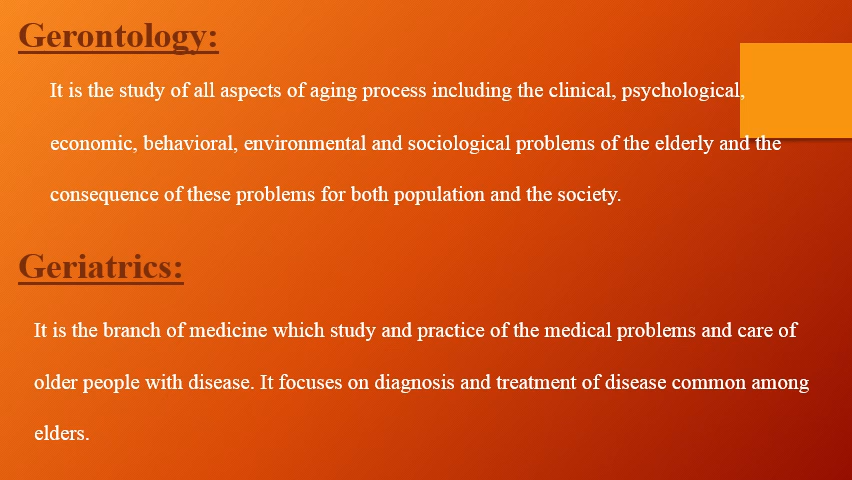 Gerontology:
It is the study of all aspects of aging process including the clinical, psychological,
economic, behavioral, environmental and sociological problems of the elderly and the
consequence of these problems for both population and the society.
Geriatrics:
It is the branch of medicine which study and practice of the medical problems and care of
older people with disease. It focuses on diagnosis and treatment of disease common among
elders.